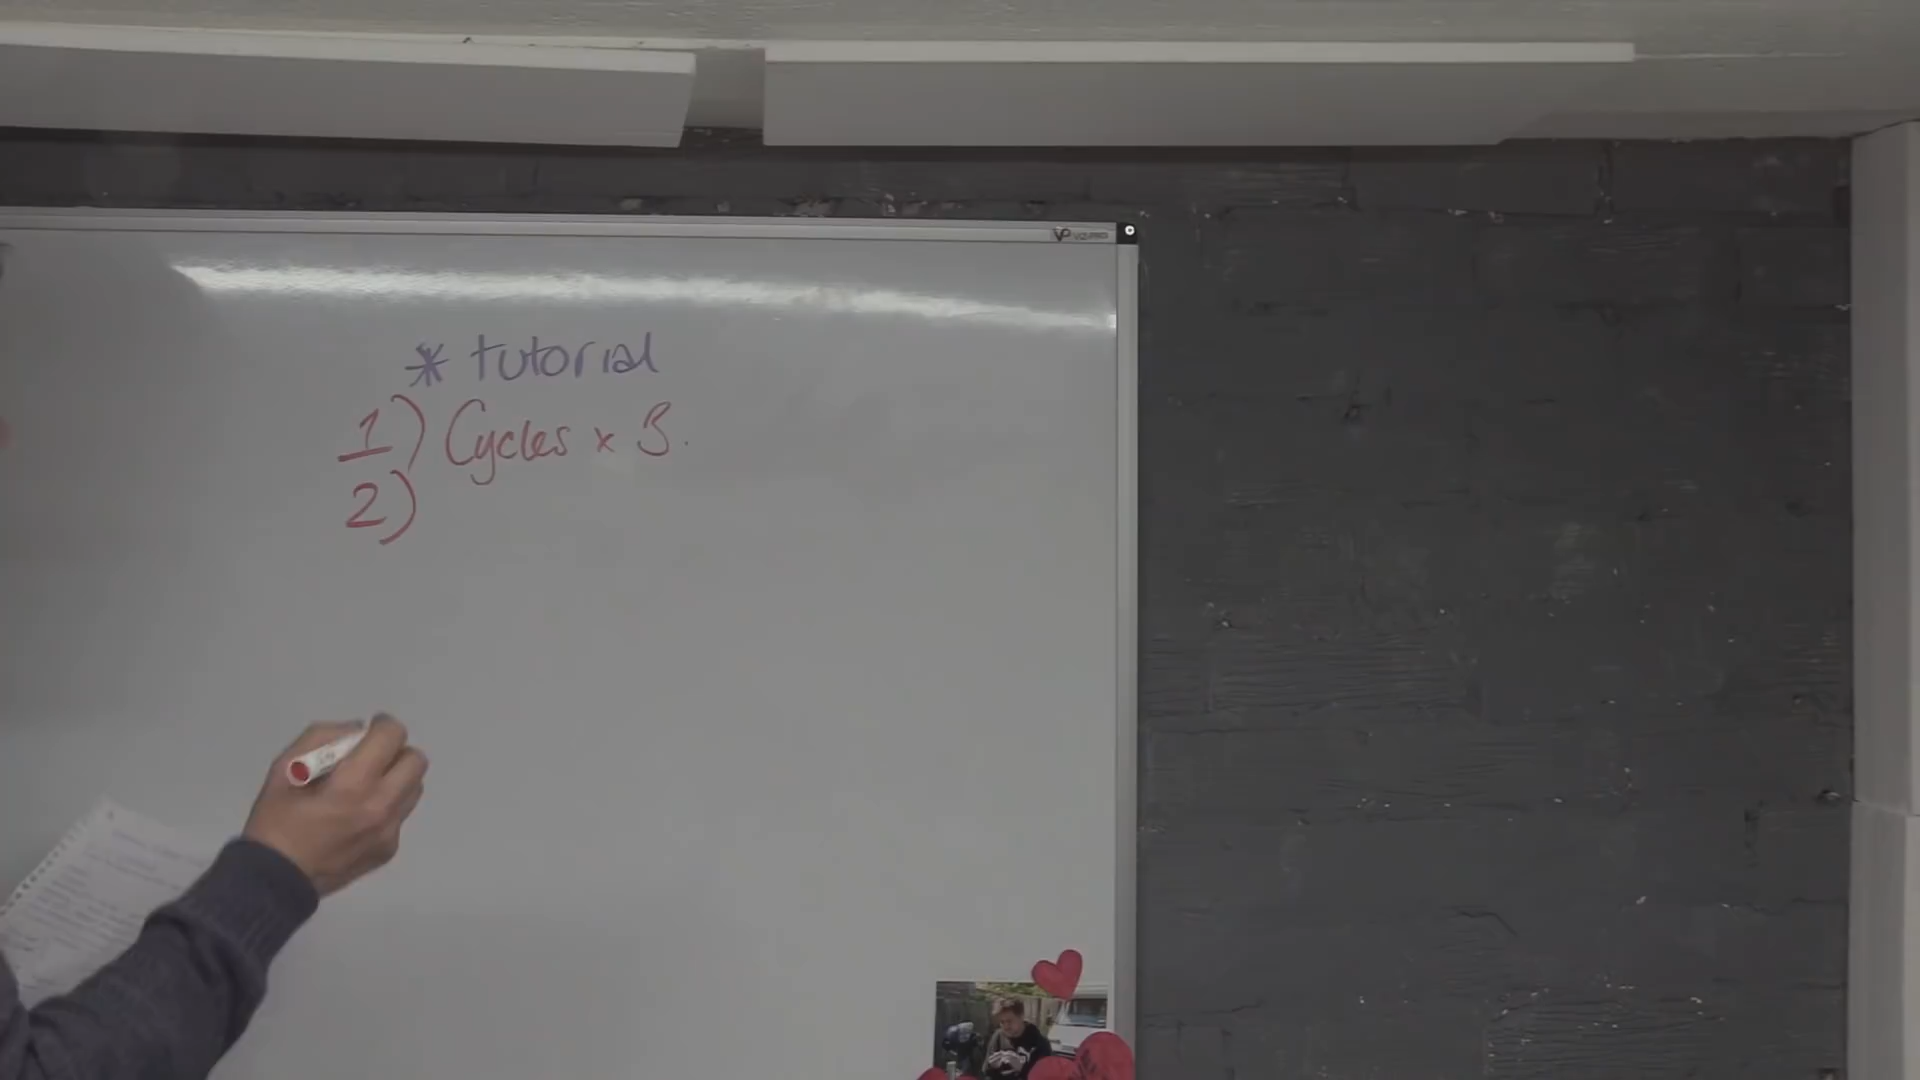 * tutorial
1) Cycles x 3.
2)